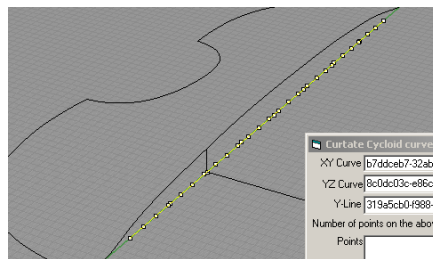 Curtate Cycloid curve
XY Curve b7ddceb7-32ab
YZ Curve 8c0dc03c-e86c
Y-Line 319a5cb0-f988-
Number of points on the abov
Points